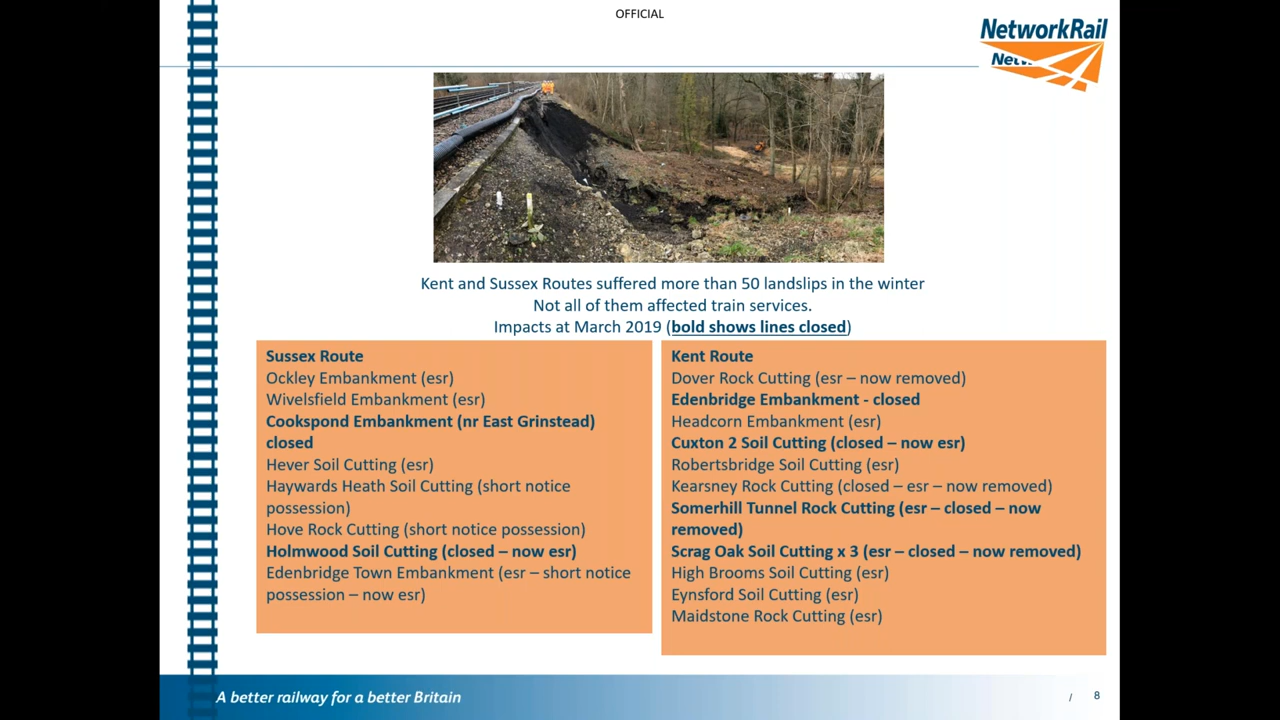 OFFICIAL
NetworkRail
Netw
Kent and Sussex Routes suffered more than 50 landslips in the winter
Not all of them affected train services.
Impacts at March 2019 (bold shows lines closed)
Sussex Route
Ockley Embankment (esr)
Wivelsfield Embankment (esr)
Cookspond Embankment (nr East Grinstead)
closed
Hever Soil Cutting (esr)
Haywards Heath Soil Cutting (short notice
possession)
Hove Rock Cutting (short notice possession)
Holmwood Soil Cutting (closed – now esr)
Edenbridge Town Embankment (esr – short notice
possession – now esr)
Kent Route
Dover Rock Cutting (esr – now removed)
Edenbridge Embankment - closed
Headcorn Embankment (esr)
Cuxton 2 Soil Cutting (closed – now esr)
Robertsbridge Soil Cutting (esr)
Kearsney Rock Cutting (closed – esr – now removed)
Somerhill Tunnel Rock Cutting (esr – closed – now
removed)
Scrag Oak Soil Cutting x 3 (esr – closed – now removed)
High Brooms Soil Cutting (esr)
Eynsford Soil Cutting (esr)
Maidstone Rock Cutting (esr)
A better railway for a better Britain
/ 8